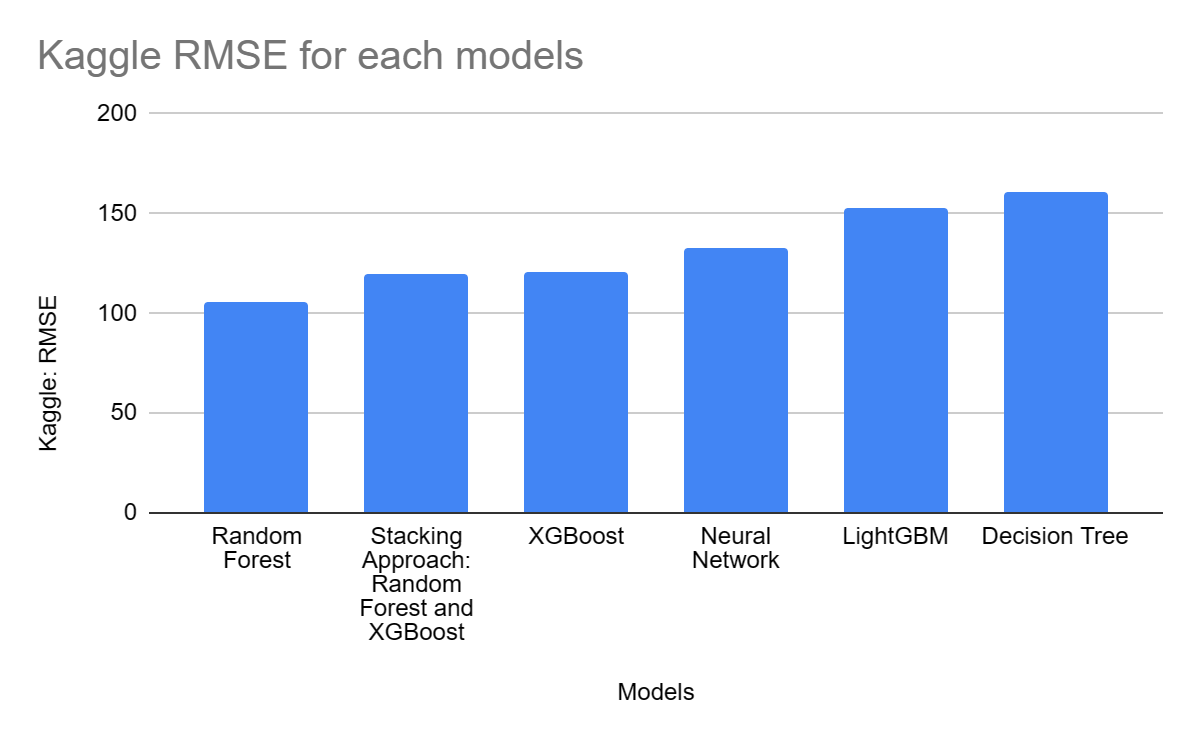 Kaggle RMSE for each models
200
150
100
50
0
Kaggle: RMSE
Random
Forest
Stacking
Approach:
Random
Forest and
XGBoost
XGBoost
Neural
Network
LightGBM
Decision Tree
Models